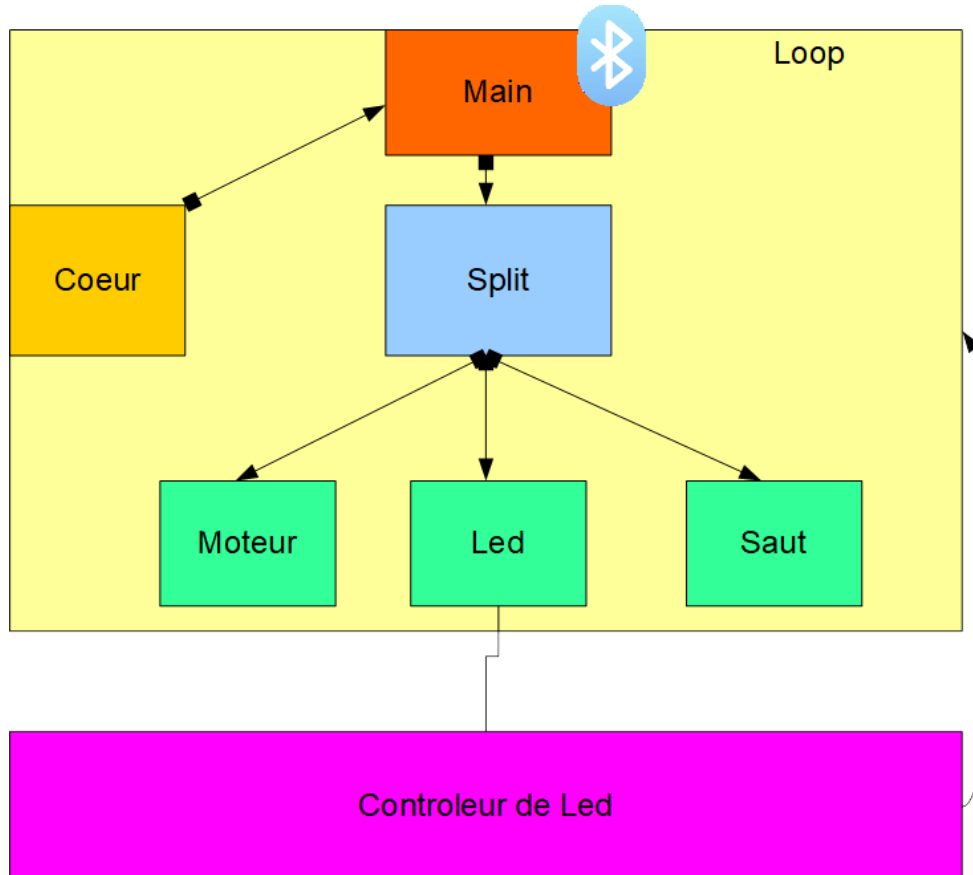 Loop
Main
Coeur
Split
Moteur
Led
Saut
Controleur de Led